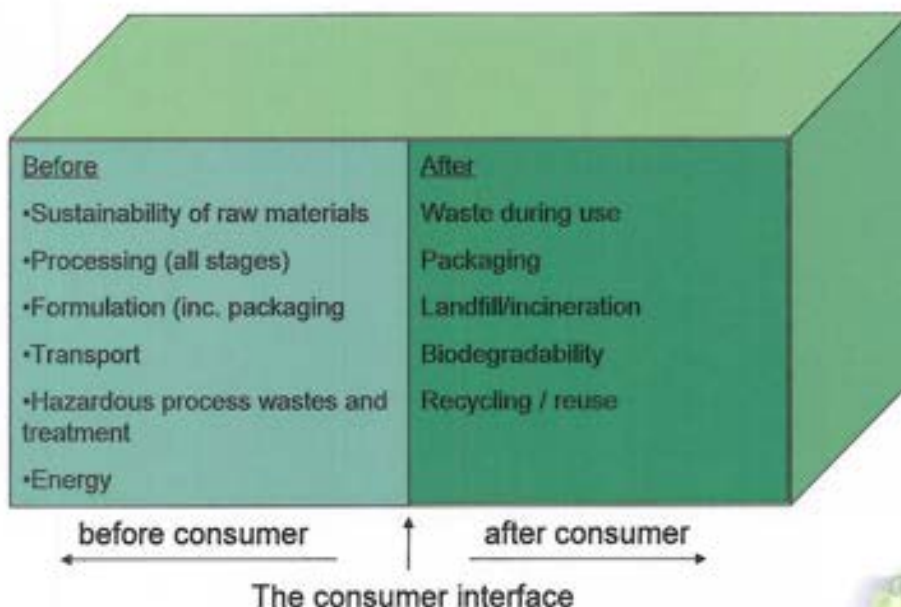 Before
•Sustainability of raw materials
•Processing (all stages)
•Formulation (inc. packaging
•Transport
•Hazardous process wastes and
treatment
•Energy
After
Waste during use
Packaging
Landfill/incineration
Biodegradability
Recycling / reuse
before consumer
after consumer
The consumer interface